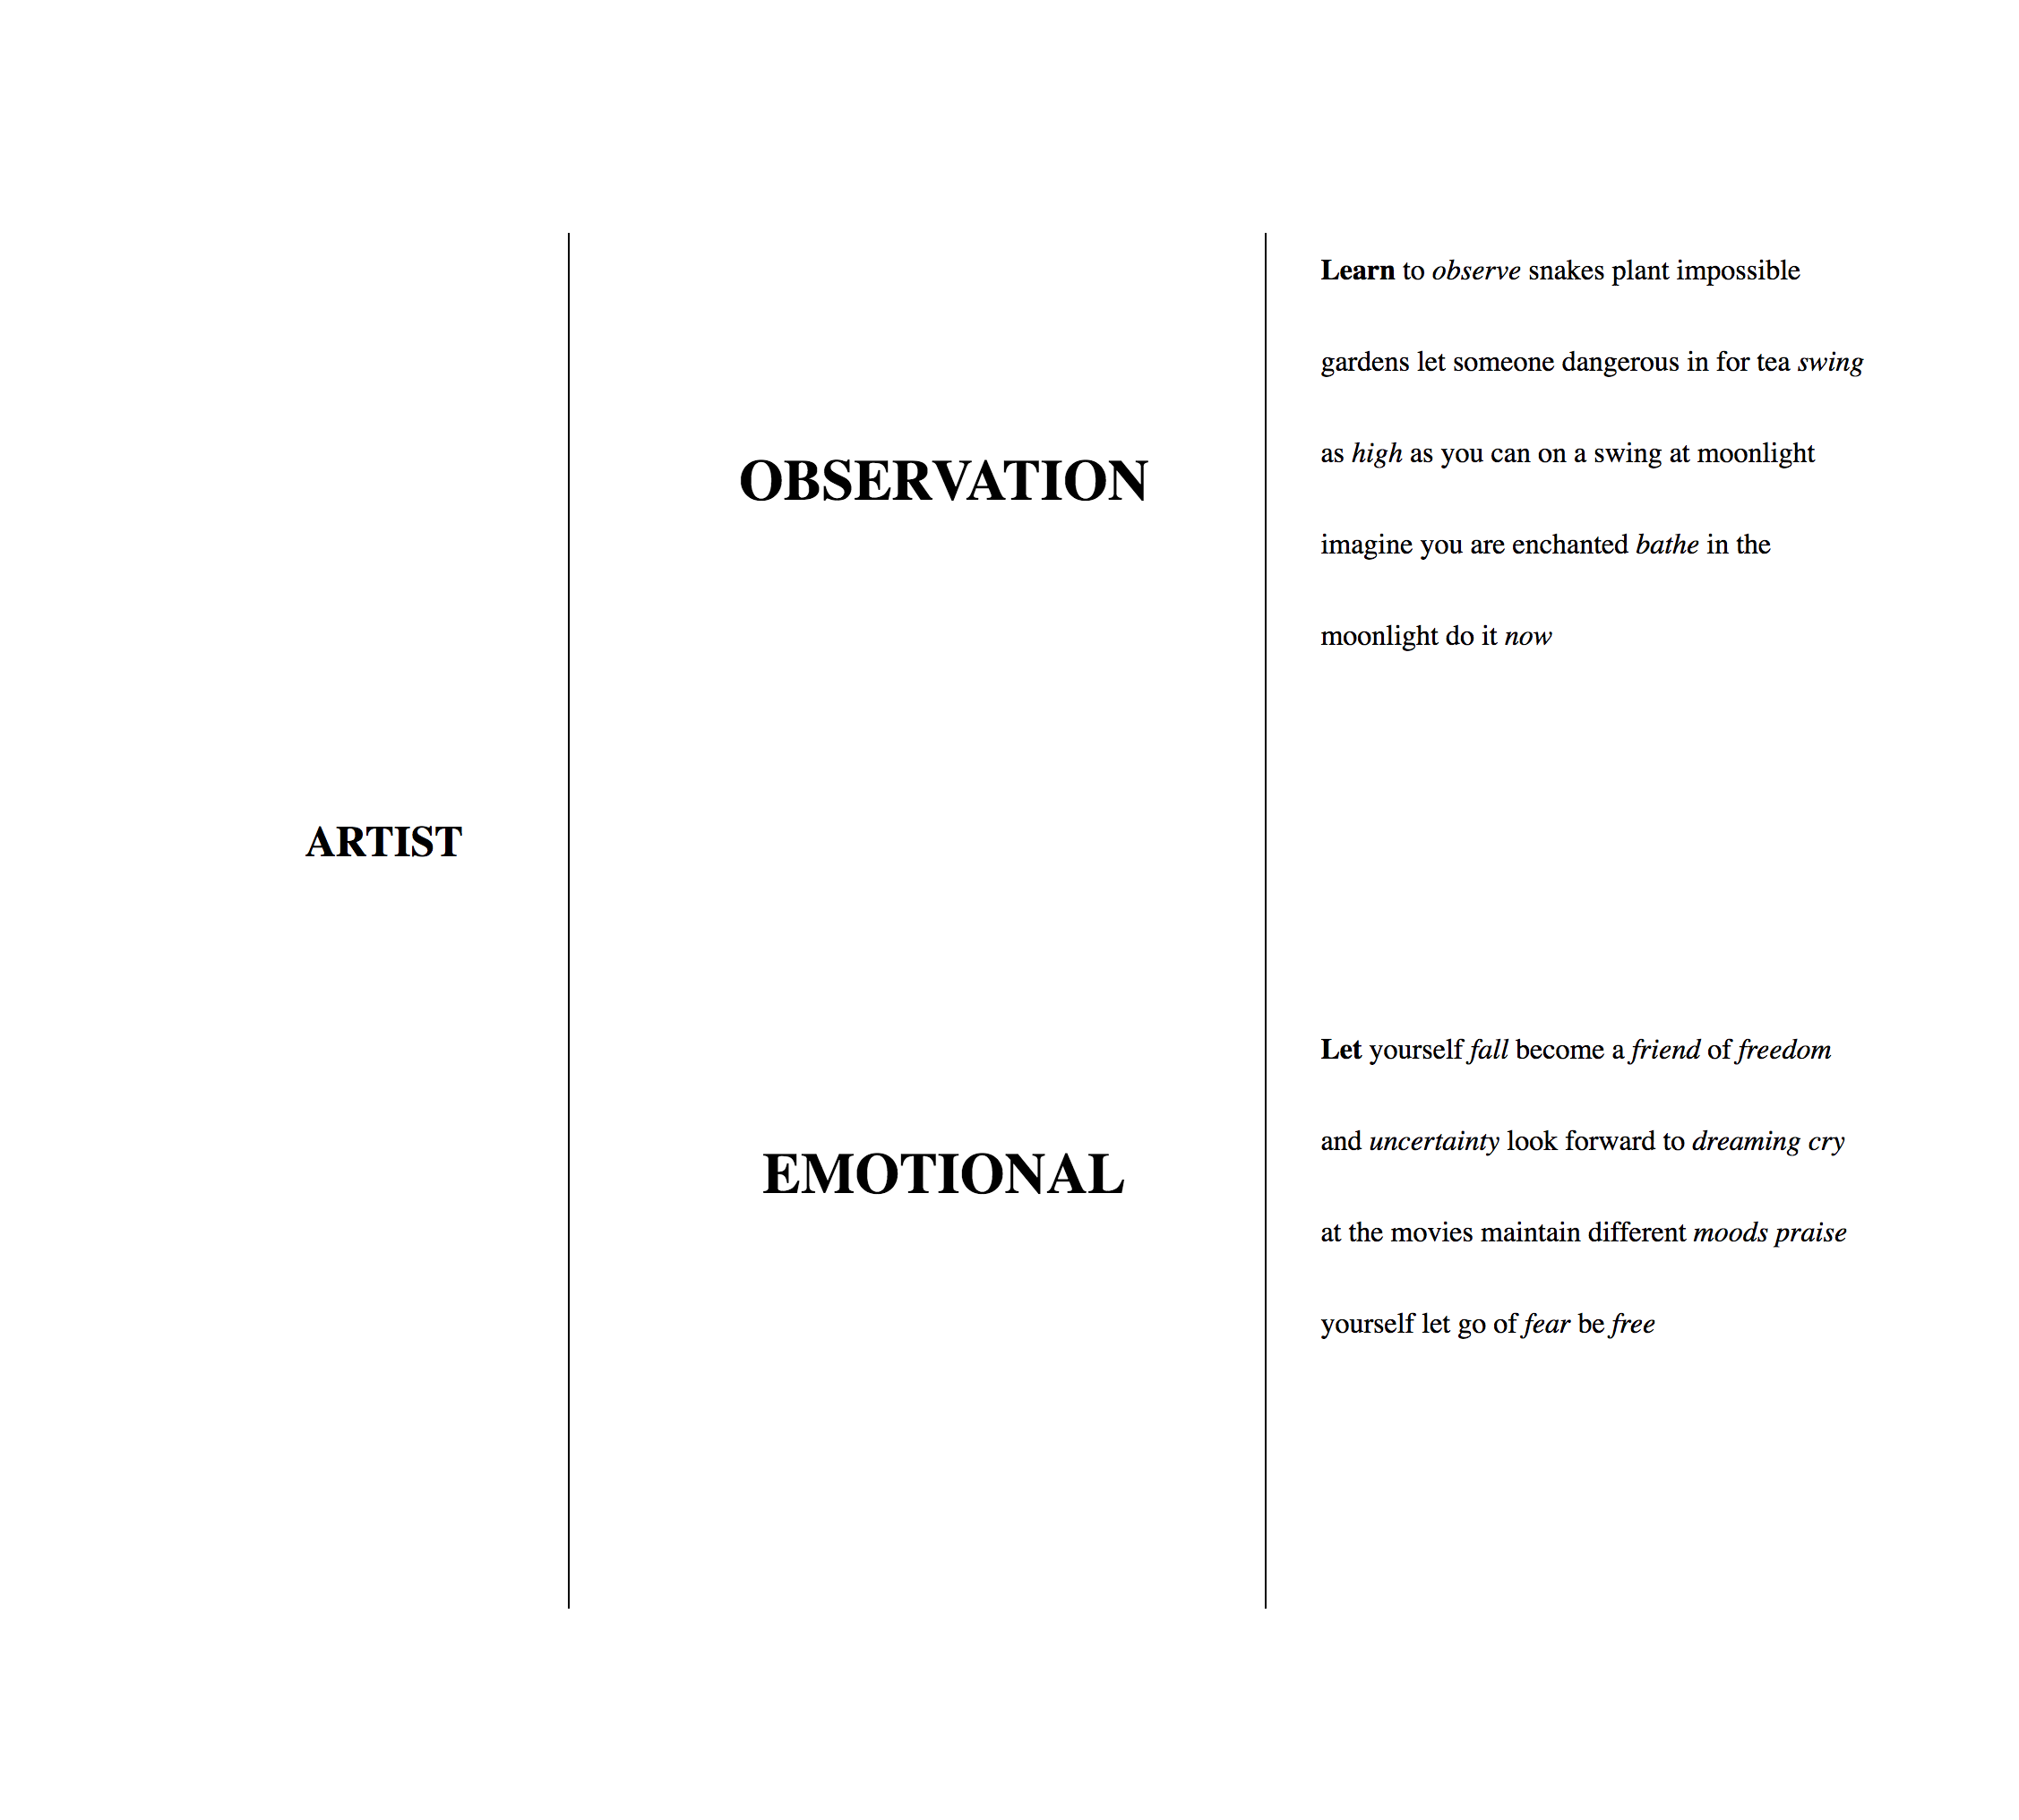 ARTIST
OBSERVATION
Learn to observe snakes plant impossible
gardens let someone dangerous in for tea swing
as high as you can on a swing at moonlight
imagine you are enchanted bathe in the
moonlight do it now
EMOTIONAL
Let yourself fall become a friend of freedom
and uncertainty look forward to dreaming cry
at the movies maintain different moods praise
yourself let go of fear be free